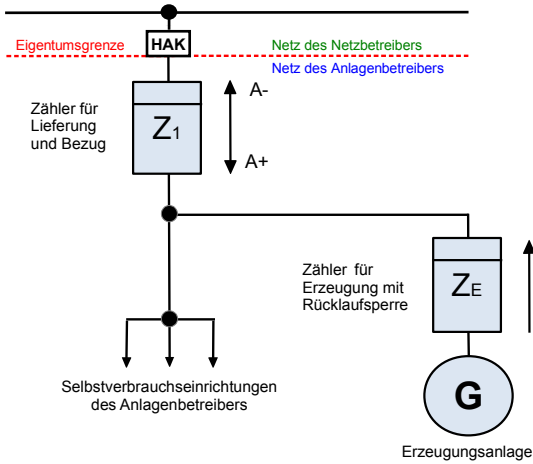 Eigentumsgrenze
HAK
Netz des Netzbetreibers
Netz des Anlagenbetreibers
Zähler für
Lieferung
und Bezug
Z1
A-
A+
Zähler für
Erzeugung mit
Rücklaufsperre
ZE
Selbstverbrauchseinrichtungen
des Anlagenbetreibers
G
Erzeugungsanlage